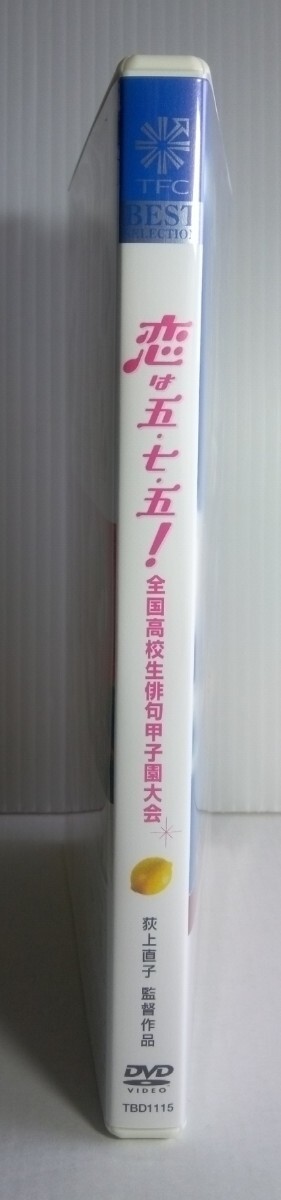 TFC
BEST
SELECTION
恋は五・七・五!
全国高校生俳句甲子園大会
荻上直子 監督作品
DVD
VIDEO
TBD1115